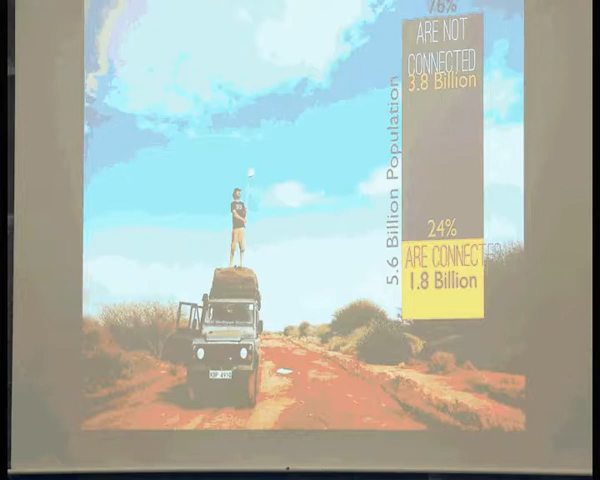 76%
ARE NOT
CONNECTED
3.8 Billion
5.6 Billion Population
24%
ARE CONNECTED
1.8 Billion